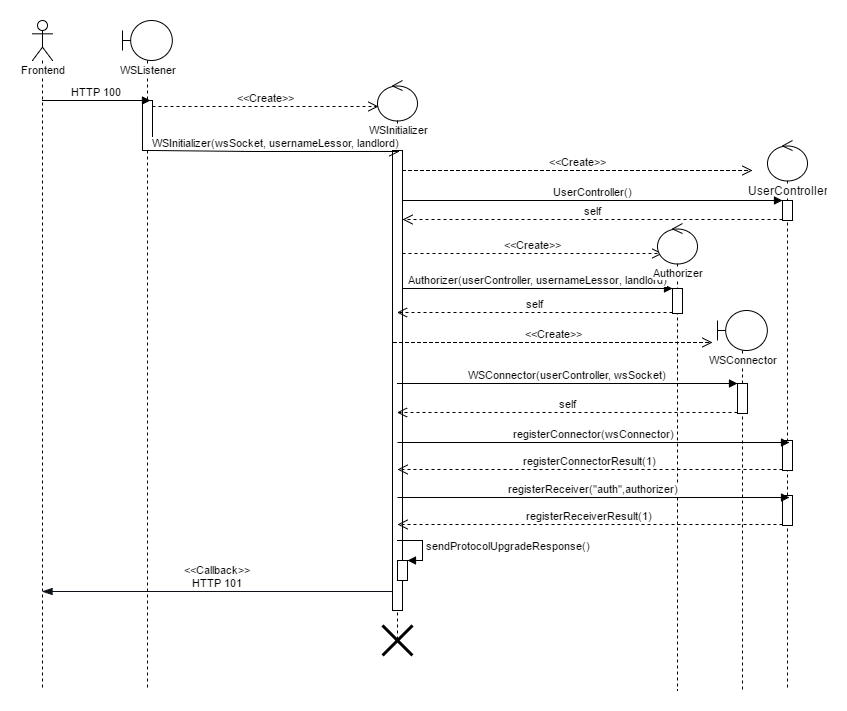 Frontend
WSListener
HTTP 100
<<Create>>
WSInitializer
WSInitializer(wsSocket, usernameLessor, landlord)
<<Create>>
UserController
UserController()
self
<<Create>>
Authorizer
Authorizer(userController, usernameLessor, landlord)
self
<<Create>>
WSConnector
WSConnector(userController, wsSocket)
self
registerConnector(wsConnector)
registerConnectorResult(1)
registerReceiver("auth",authorizer)
registerReceiverResult(1)
sendProtocolUpgradeResponse()
<<Callback>>
HTTP 101